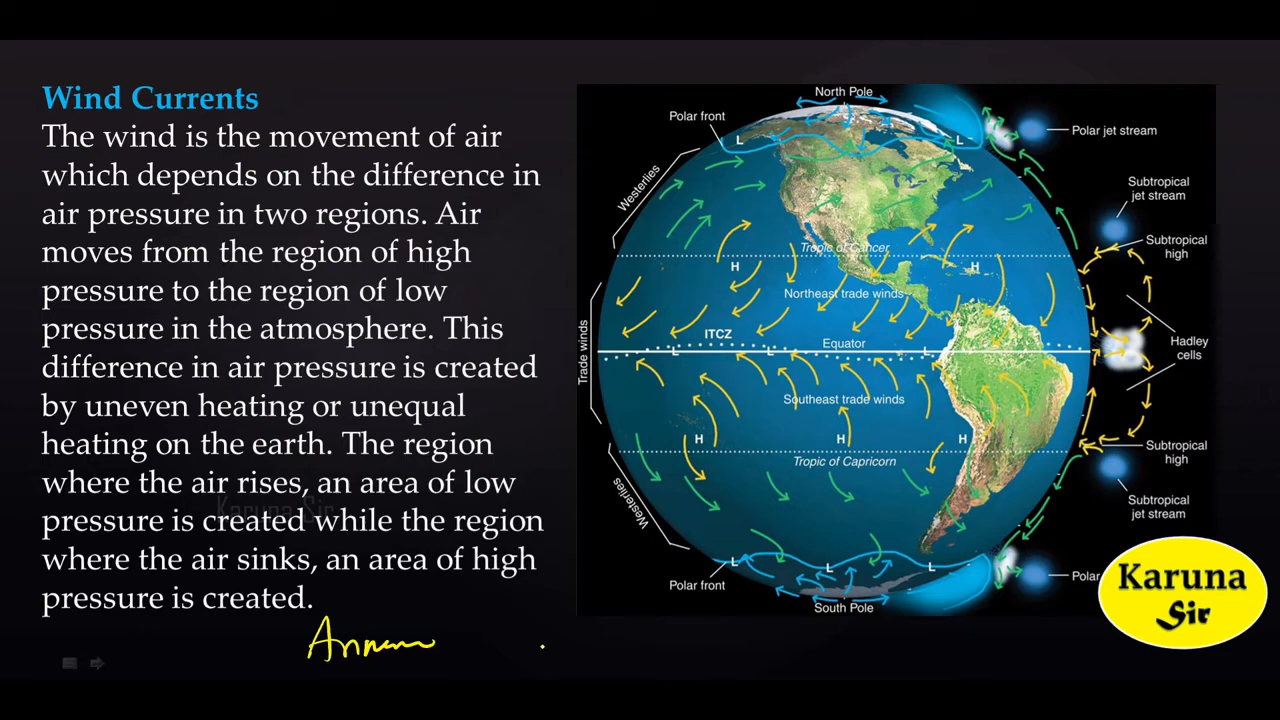 Wind Currents
The wind is the movement of air
which depends on the difference in
air pressure in two regions. Air
moves from the region of high
pressure to the region of low
pressure in the atmosphere. This
difference in air pressure is created
by uneven heating or unequal
heating on the earth. The region
where the air rises, an area of low
pressure is created while the region
where the air sinks, an area of high
pressure is created.
Karuna Sir
North Pole
Polar front
L
L
Polar jet stream
Westerlies
Subtropical
jet stream
Subtropical
high
Tropic of Cancer
H
H
Northeast trade winds
Trade winds
ITCZ
Equator
L
L
L
Hadley
cells
Southeast trade winds
H
H
H
Subtropical
high
Tropic of Capricorn
Westerlies
Subtropical
jet stream
L
L
L
Polar front
Polar
South Pole
Karuna
Sir